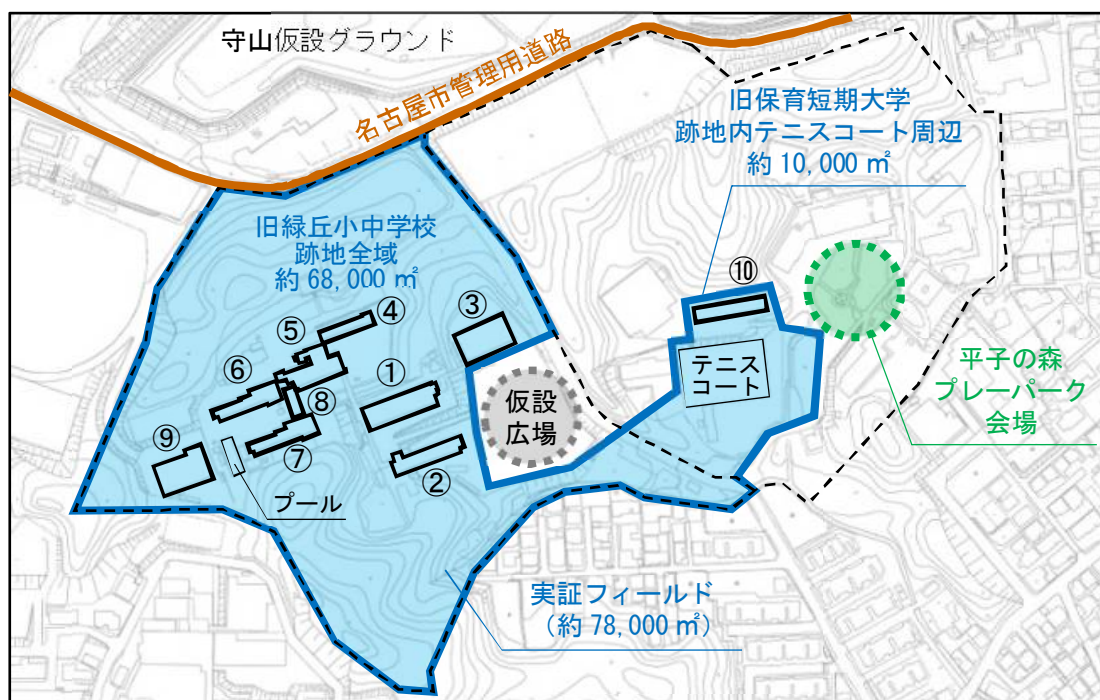 守山仮設グラウンド
名古屋市管理用道路
旧保育短期大学
跡地内テニスコート周辺
約 10,000 ㎡
旧緑丘小中学校
跡地全域
約 68,000 ㎡
⑩
③
④
⑤
①
⑥
⑧
テニス
コート
仮設
広場
平子の森
プレーパーク
会場
⑨
⑦
②
プール
実証フィールド
（約 78,000 ㎡）